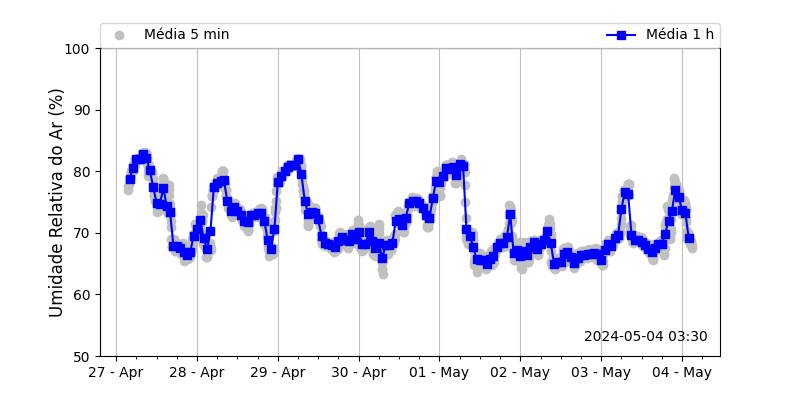 Média 5 min
Média 1 h
Umidade Relativa do Ar (%)
100
90
80
70
60
50
2024-05-04 03:30
27 - Apr
28 - Apr
29 - Apr
30 - Apr
01 - May
02 - May
03 - May
04 - May